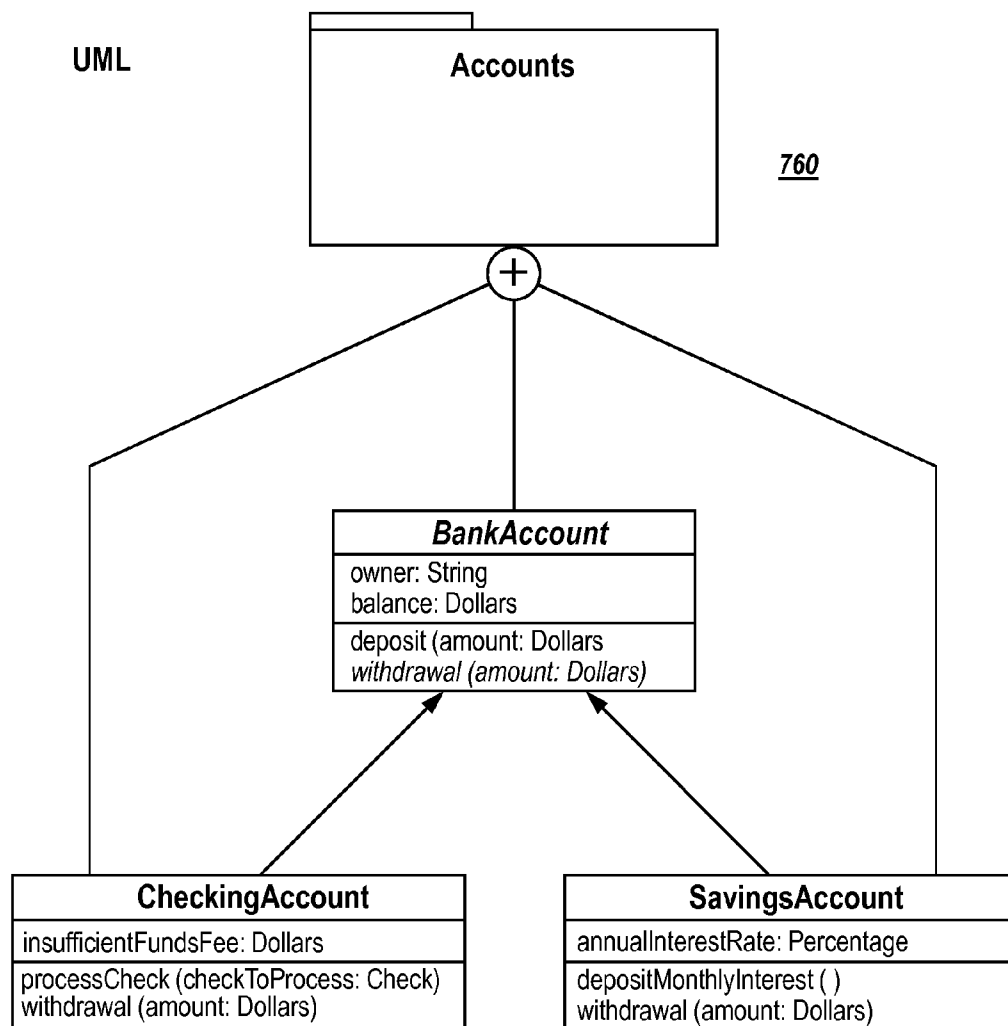 UML
Accounts
760
+
BankAccount
owner: String
balance: Dollars
deposit (amount: Dollars
withdrawal (amount: Dollars)
CheckingAccount
insufficientFundsFee: Dollars
processCheck (checkToProcess: Check)
withdrawal (amount: Dollars)
SavingsAccount
annualInterestRate: Percentage
depositMonthlyInterest ( )
withdrawal (amount: Dollars)